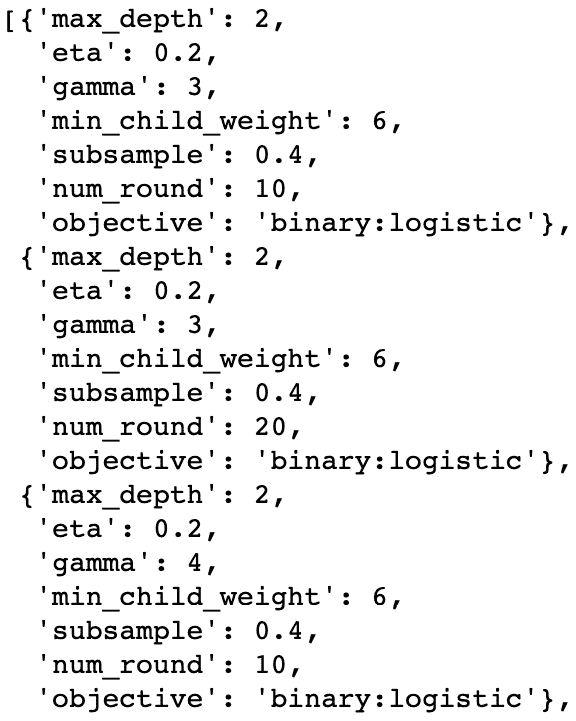 [{'max_depth': 2,
'eta': 0.2,
'gamma': 3,
'min_child_weight': 6,
'subsample': 0.4,
'num_round': 10,
'objective': 'binary:logistic'},
{'max_depth': 2,
'eta': 0.2,
'gamma': 3,
'min_child_weight': 6,
'subsample': 0.4,
'num_round': 20,
'objective': 'binary:logistic'},
{'max_depth': 2,
'eta': 0.2,
'gamma': 4,
'min_child_weight': 6,
'subsample': 0.4,
'num_round': 10,
'objective': 'binary:logistic'},